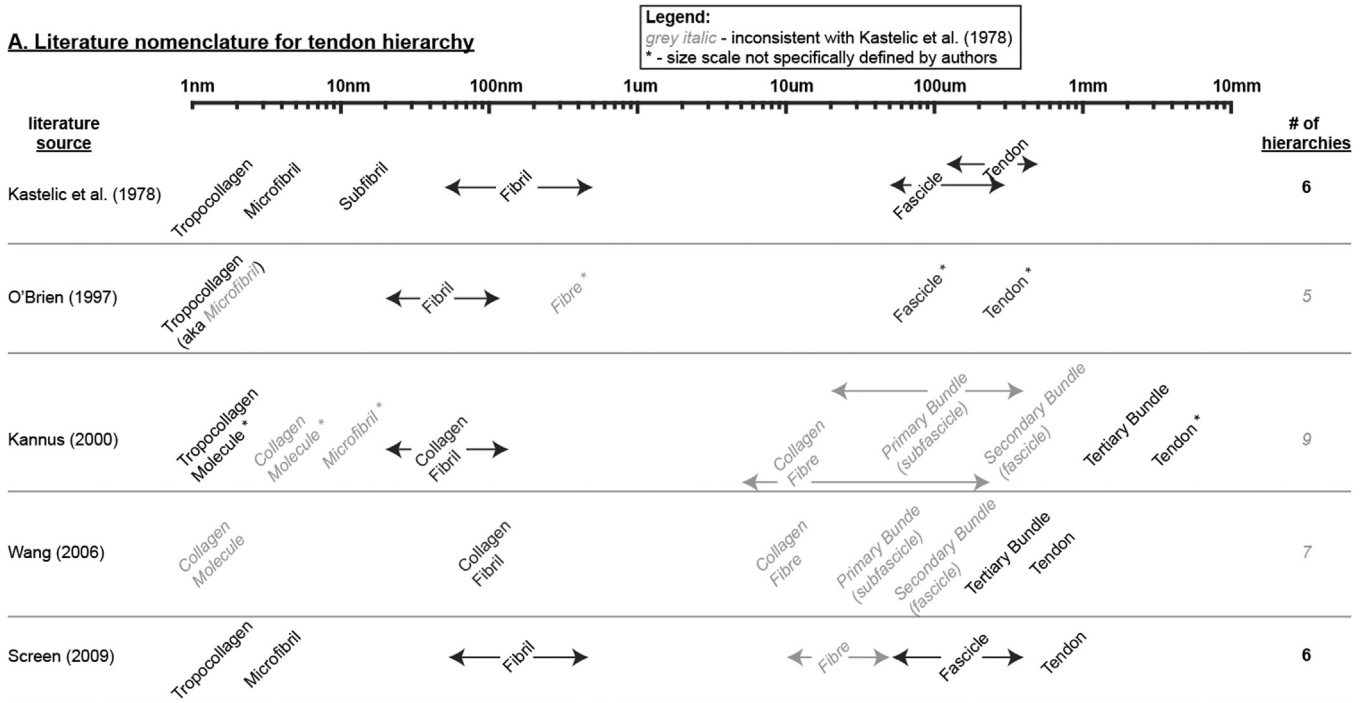 A. Literature nomenclature for tendon hierarchy
Legend:
grey italic - inconsistent with Kastelic et al. (1978)
* - size scale not specifically defined by authors
1nm 10nm 100nm 1um 10um 100um 1mm 10mm
literature
source
# of
hierarchies
Kastelic et al. (1978)
Tropocollagen
Microfibril
Subfibril
Fibril
Fascicle
Tendon
6
O'Brien (1997)
Tropocollagen
(aka Microfibril)
Fibril
Fibre *
Fascicle *
Tendon *
5
Kannus (2000)
Tropocollagen
Molecule *
Collagen
Molecule *
Microfibril *
Collagen
Fibril
Collagen
Fibre
Primary Bundle
(subfascicle)
Secondary Bundle
(fascicle)
Tertiary Bundle
Tendon *
9
Wang (2006)
Collagen
Molecule
Collagen
Fibril
Collagen
Fibre
Primary Bunde
(subfascicle)
Secondary Bundle
(fascicle)
Tertiary Bundle
Tendon
7
Screen (2009)
Tropocollagen
Microfibril
Fibril
Fibre
Fascicle
Tendon
6